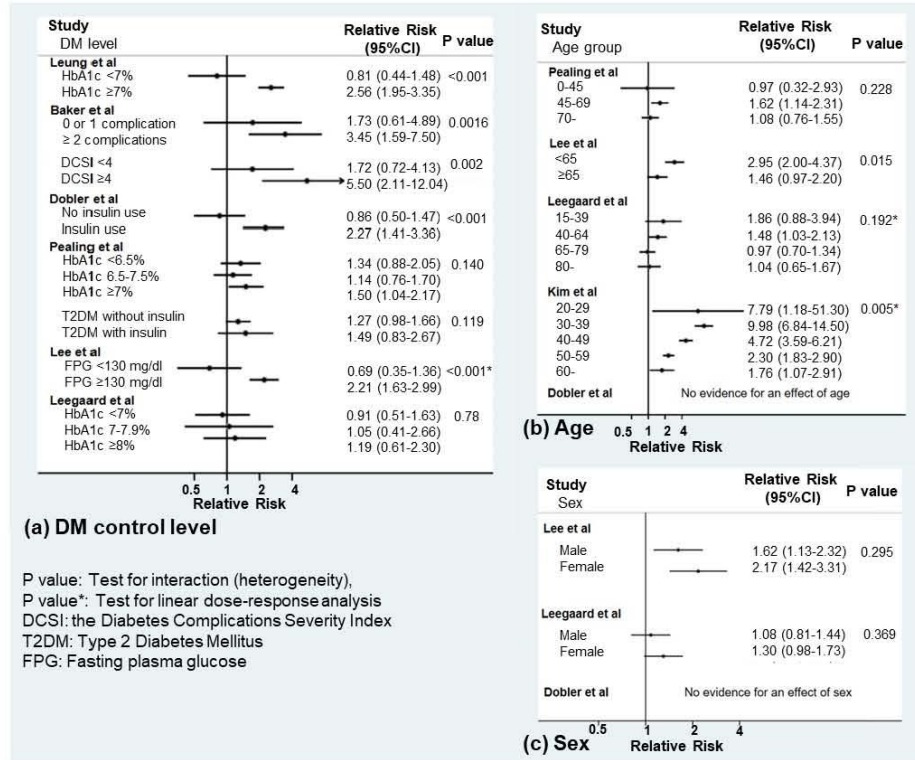 Study
DM level
Relative Risk
(95%CI)
P value
Leung et al
HbA1c <7% 0.81 (0.44-1.48) <0.001
HbA1c ≥7% 2.56 (1.95-3.35)
Baker et al
0 or 1 complication 1.73 (0.61-4.89) 0.0016
≥ 2 complications 3.45 (1.59-7.50)
DCSI <4 1.72 (0.72-4.13) 0.002
DCSI ≥4 5.50 (2.11-12.04)
Dobler et al
No insulin use 0.86 (0.50-1.47) <0.001
Insulin use 2.27 (1.41-3.36)
Pealing et al
HbA1c <6.5% 1.34 (0.88-2.05) 0.140
HbA1c 6.5-7.5% 1.14 (0.76-1.70)
HbA1c ≥7% 1.50 (1.04-2.17)
T2DM without insulin 1.27 (0.98-1.66) 0.119
T2DM with insulin 1.49 (0.83-2.67)
Lee et al
FPG <130 mg/dl 0.69 (0.35-1.36) <0.001*
FPG ≥130 mg/dl 2.21 (1.63-2.99)
Leegaard et al
HbA1c <7% 0.91 (0.51-1.63) 0.78
HbA1c 7-7.9% 1.05 (0.41-2.66)
HbA1c ≥8% 1.19 (0.61-2.30)
0.5 1 2 4
Relative Risk
(a) DM control level
P value: Test for interaction (heterogeneity),
P value*: Test for linear dose-response analysis
DCSI: the Diabetes Complications Severity Index
T2DM: Type 2 Diabetes Mellitus
FPG: Fasting plasma glucose
Study
Age group
Relative Risk
(95%CI)
P value
Pealing et al
0-45 0.97 (0.32-2.93) 0.228
45-69 1.62 (1.14-2.31)
70- 1.08 (0.76-1.55)
Lee et al
<65 2.95 (2.00-4.37) 0.015
≥65 1.46 (0.97-2.20)
Leegaard et al
15-39 1.86 (0.88-3.94) 0.192*
40-64 1.48 (1.03-2.13)
65-79 0.97 (0.70-1.34)
80- 1.04 (0.65-1.67)
Kim et al
20-29 7.79 (1.18-51.30) 0.005*
30-39 9.98 (6.84-14.50)
40-49 4.72 (3.59-6.21)
50-59 2.30 (1.83-2.90)
60- 1.76 (1.07-2.91)
Dobler et al No evidence for an effect of age
(b) Age 0.5 1 2 4
Relative Risk
Study
Sex
Relative Risk
(95%CI)
P value
Lee et al
Male 1.62 (1.13-2.32) 0.295
Female 2.17 (1.42-3.31)
Leegaard et al
Male 1.08 (0.81-1.44) 0.369
Female 1.30 (0.98-1.73)
Dobler et al No evidence for an effect of sex
0.5 1 2 4
(c) Sex Relative Risk